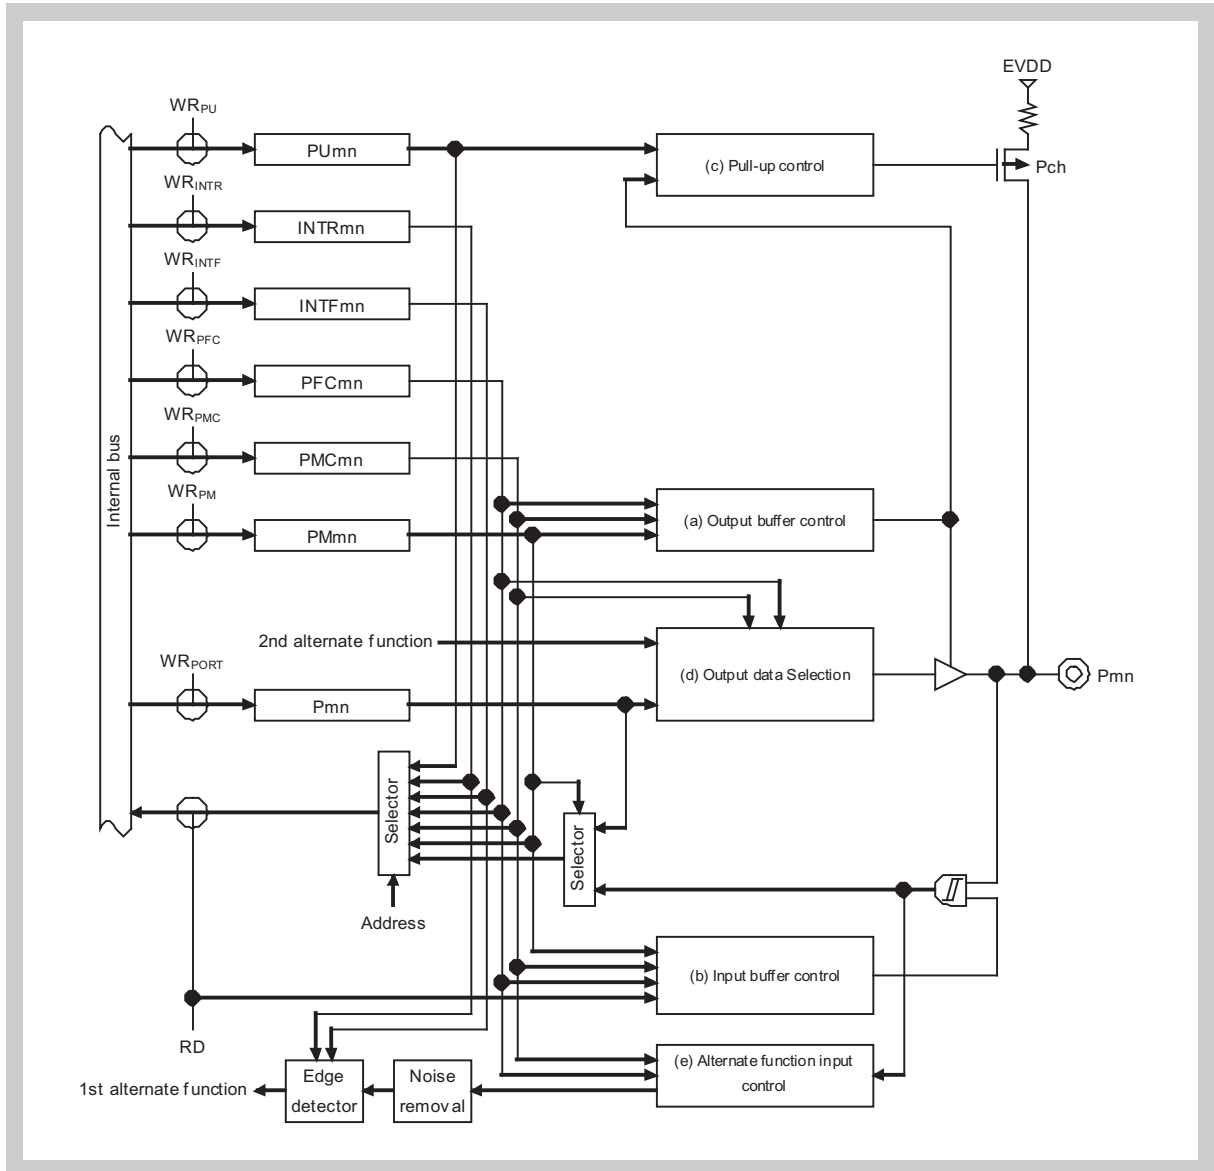 EVDD
WRPU
PUmn
(c) Pull-up control
Pch
WRINTR
INTRmn
WRINTF
INTFmn
WRPFC
PFCmn
WRPMC
PMCmn
Internal bus
WRPM
PMmn
(a) Output buffer control
2nd alternate function
WRPORT
(d) Output data Selection
Pmn
Pmn
Selector
Selector
Address
(b) Input buffer control
RD
1st alternate function
Edge
detector
Noise
removal
(e) Alternate function input
control